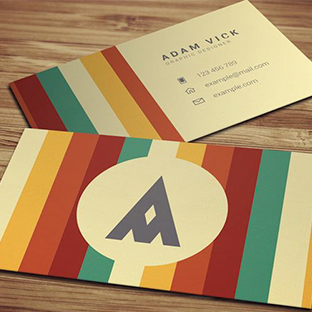 ADAM VICK
GRAPHIC DESIGNER
123 456 789
example@mail.com
example.com